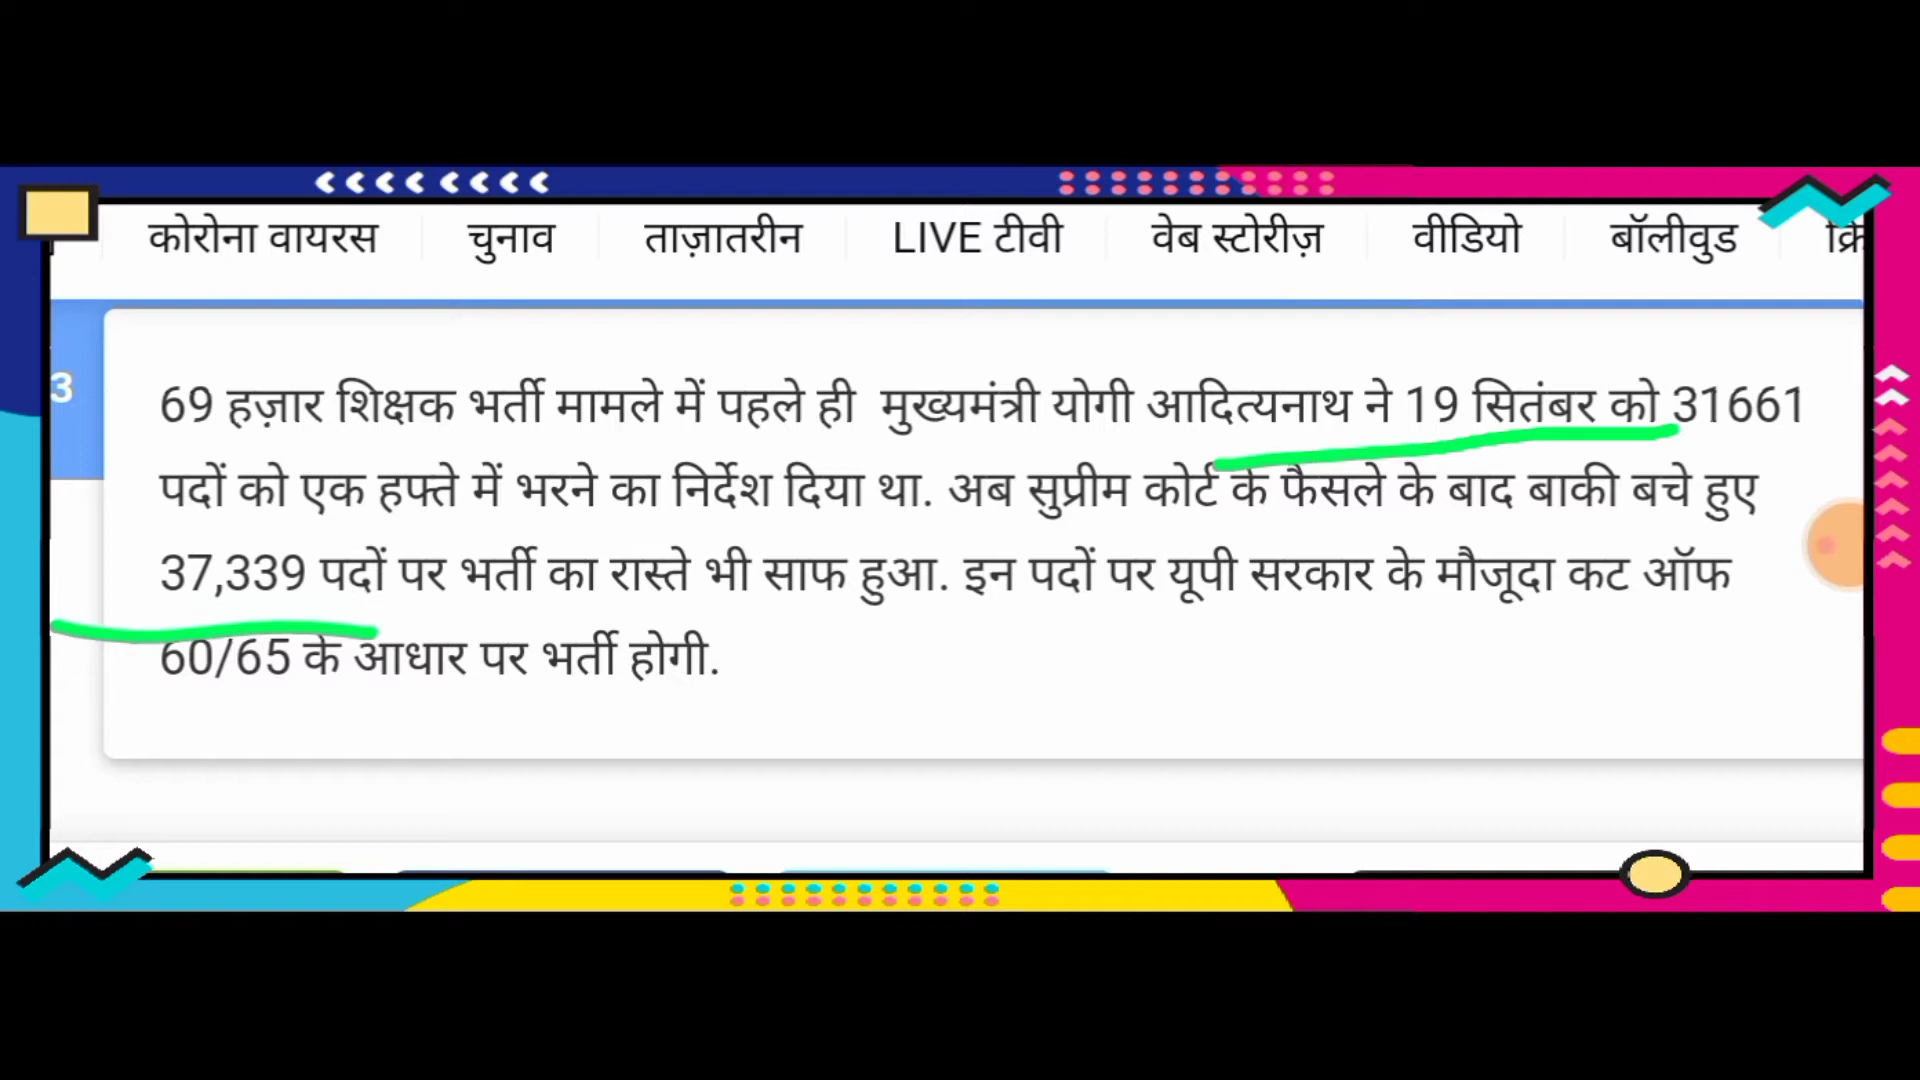 कोरोना वायरस चुनाव ताज़ातरीन LIVE टीवी वेब स्टोरीज़ वीडियो बॉलीवुड
3
69 हज़ार शिक्षक भर्ती मामले में पहले ही मुख्यमंत्री योगी आदित्यनाथ ने 19 सितंबर को 31661
पदों को एक हफ्ते में भरने का निर्देश दिया था. अब सुप्रीम कोर्ट के फैसले के बाद बाकी बचे हुए
37,339 पदों पर भर्ती का रास्ते भी साफ हुआ. इन पदों पर यूपी सरकार के मौजूदा कट ऑफ
60/65 के आधार पर भर्ती होगी.